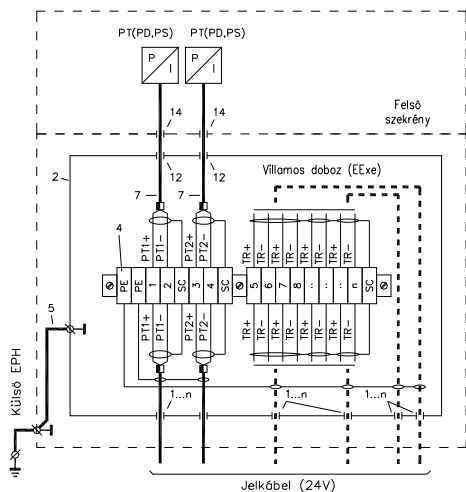 PT(PD,PS) PT(PD,PS)
P I P I
14 14
Felső
szekrény
12 12
2
Villamos doboz (EExe)
7 7
4
PT1+ PT1- PT2+ PT2- TR+ TR- TR+ TR- TR+ TR+ TR-
PE PE 1 2 SC 3 4 SC 5 6 7 8 : : : n SC
PT1+ PT1- PT2+ PT2- TR+ TR- TR+ TR- TR+ TR+ TR-
5
Külső EPH
1...n 1...n 1...n
Jelkábel (24V)